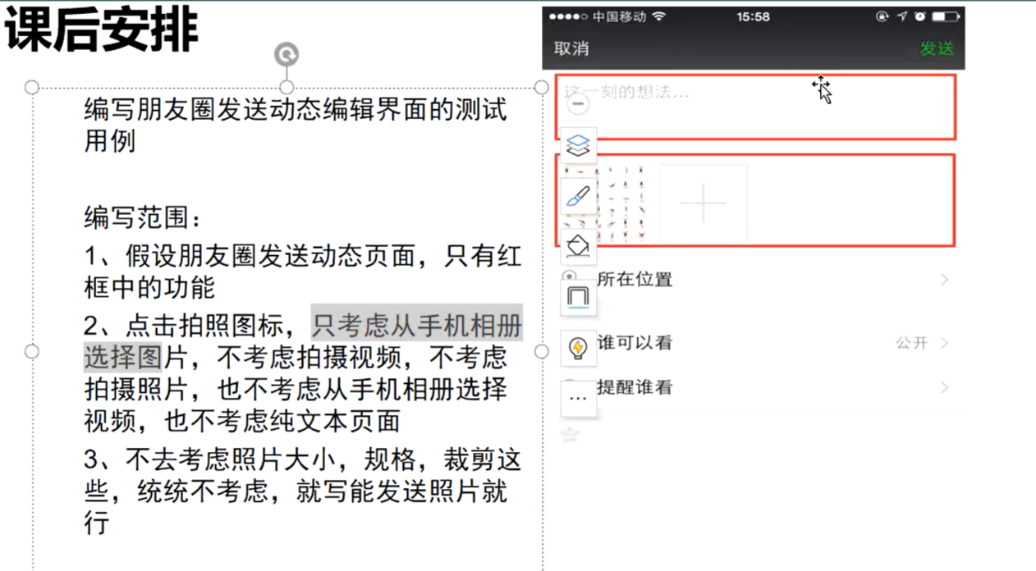 课后安排
编写朋友圈发送动态编辑界面的测试
用例
编写范围：
1、假设朋友圈发送动态页面，只有红
框中的功能
2、点击拍照图标，只考虑从手机相册
选择图片，不考虑拍摄视频，不考虑
拍摄照片，也不考虑从手机相册选择
视频，也不考虑纯文本页面
3、不去考虑照片大小，规格，裁剪这
些，统统不考虑，就写能发送照片就
行
中国移动 15:58
取消 发送
这一刻的想法...
所在位置
谁可以看 公开
提醒谁看